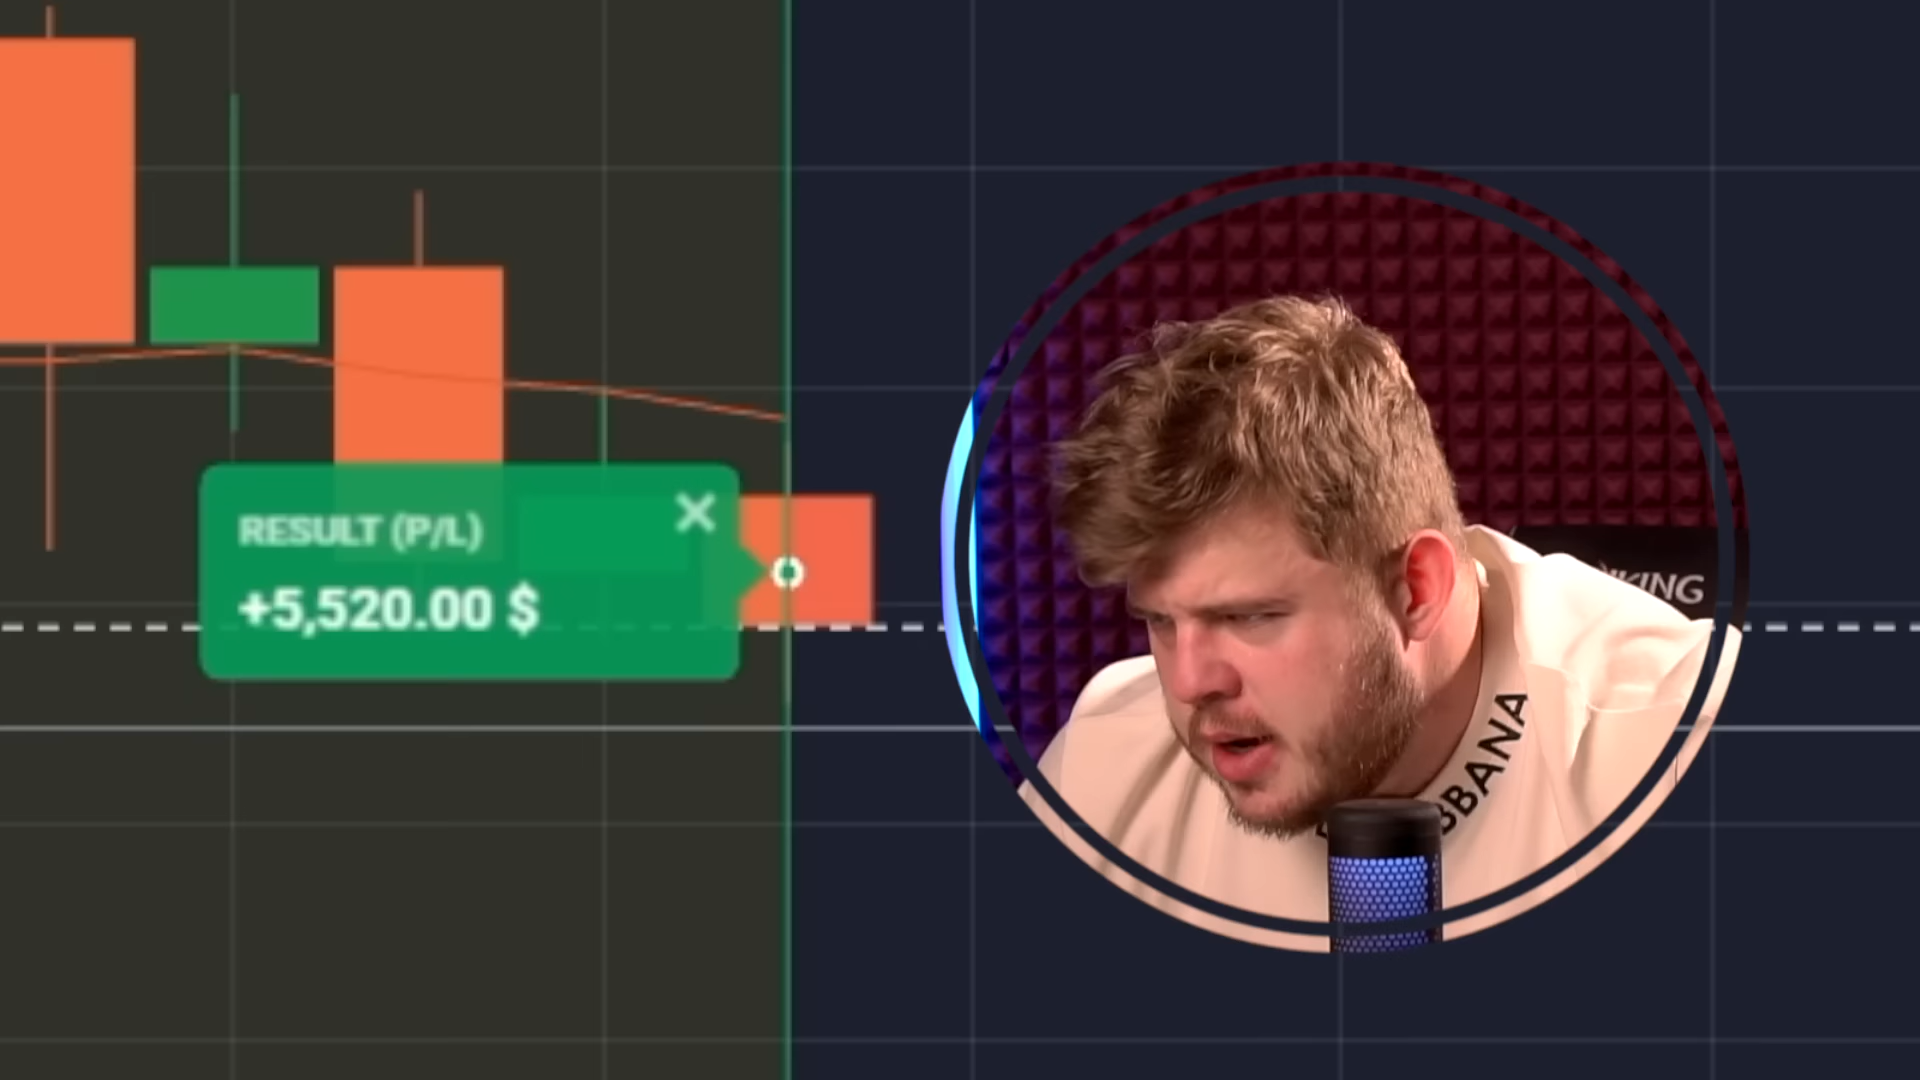 RESULT (P/L)
+5,520.00 $
KING
BBANA